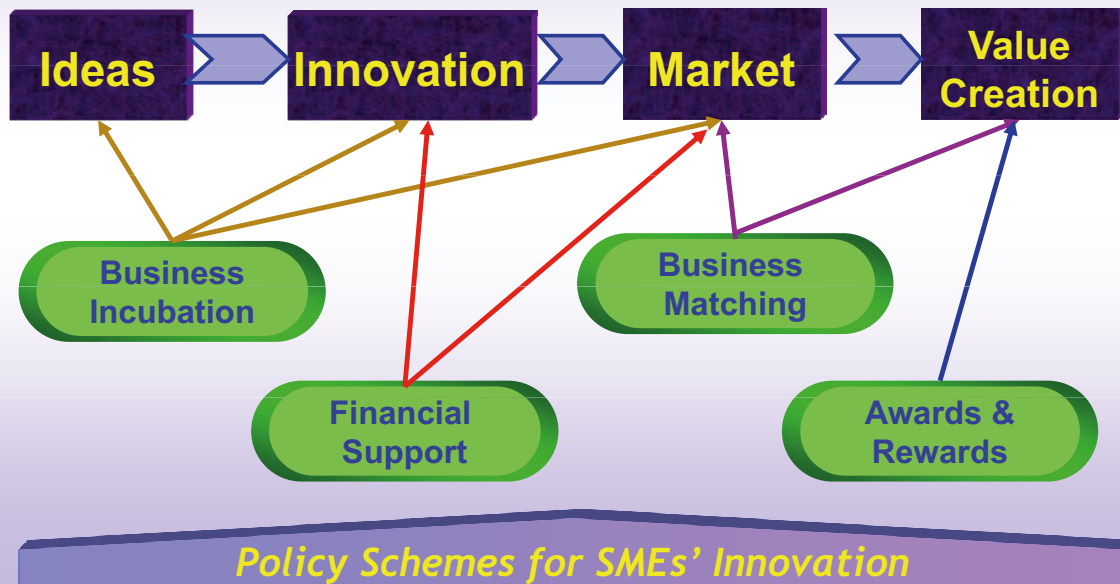 Ideas
Innovation
Market
Value
Creation
Business
Incubation
Business
Matching
Financial
Support
Awards &
Rewards
Policy Schemes for SMEs’ Innovation